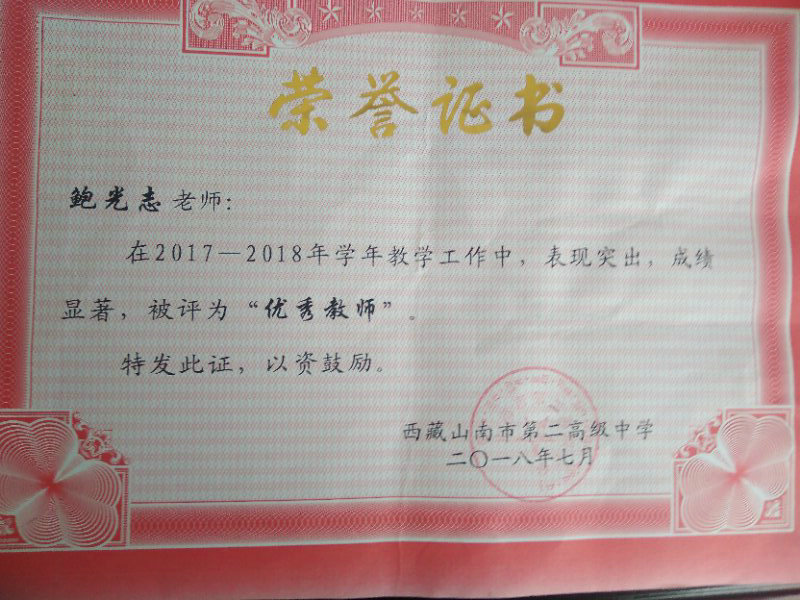 荣誉证书
鲍光志老师：
在2017—2018年学年教学工作中，表现突出，成绩
显著，被评为“优秀教师”。
特发此证，以资鼓励。
西藏山南市第二高级中学
二〇一八年七月